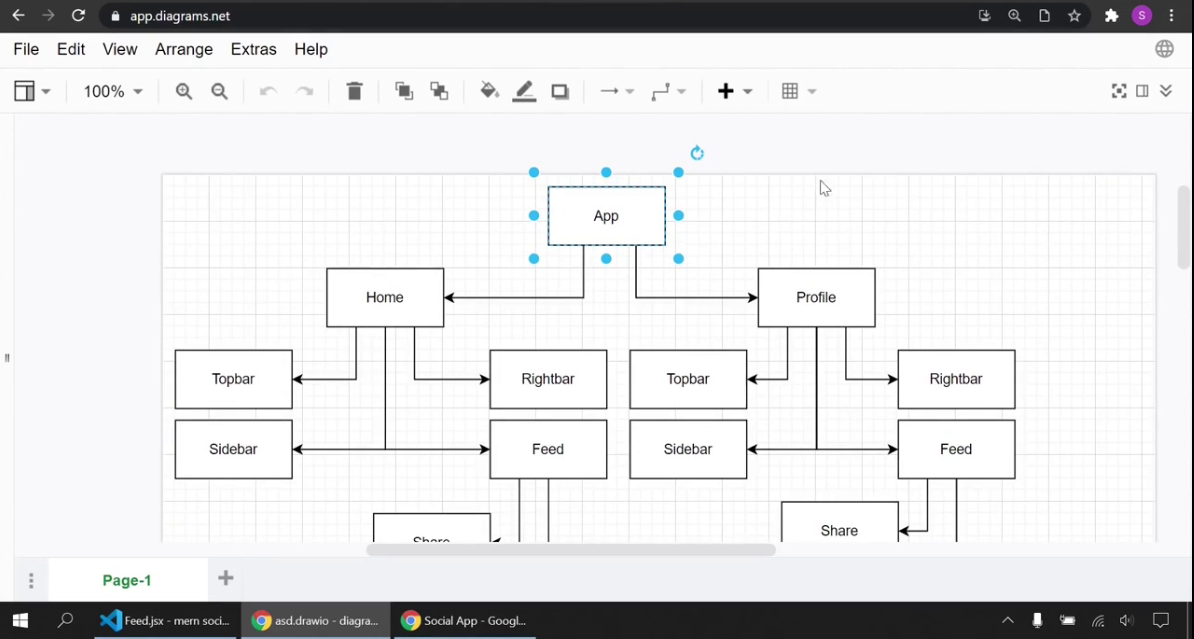 app.diagrams.net
S
File Edit View Arrange Extras Help
100%
App
Home
Profile
Topbar
Rightbar
Topbar
Rightbar
Sidebar
Feed
Sidebar
Feed
Share
Share
Page-1
Feed.jsx - mern soci...
asd.drawio - diagra...
Social App - Googl...